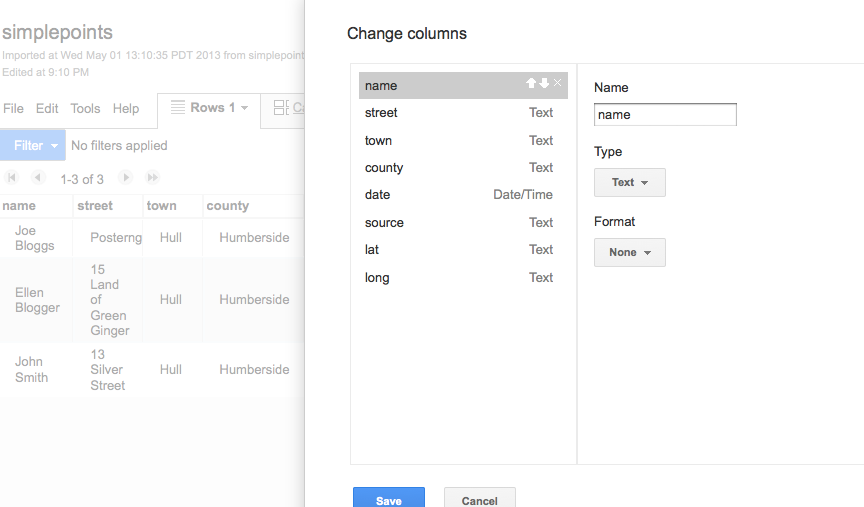 simplepoints
Imported at Wed May 01 13:10:35 PDT 2013 from simplepoint
Edited at 9:10 PM
File Edit Tools Help
Rows 1
Filter
No filters applied
1-3 of 3
name street town county
Joe
Bloggs
Posterng
Hull
Humberside
Ellen
Blogger
15
Land
of
Green
Ginger
Hull
Humberside
John
Smith
13
Silver
Street
Hull
Humberside
Change columns
name
street Text
town Text
county Text
date Date/Time
source Text
lat Text
long Text
Name
name
Type
Text
Format
None
Save
Cancel